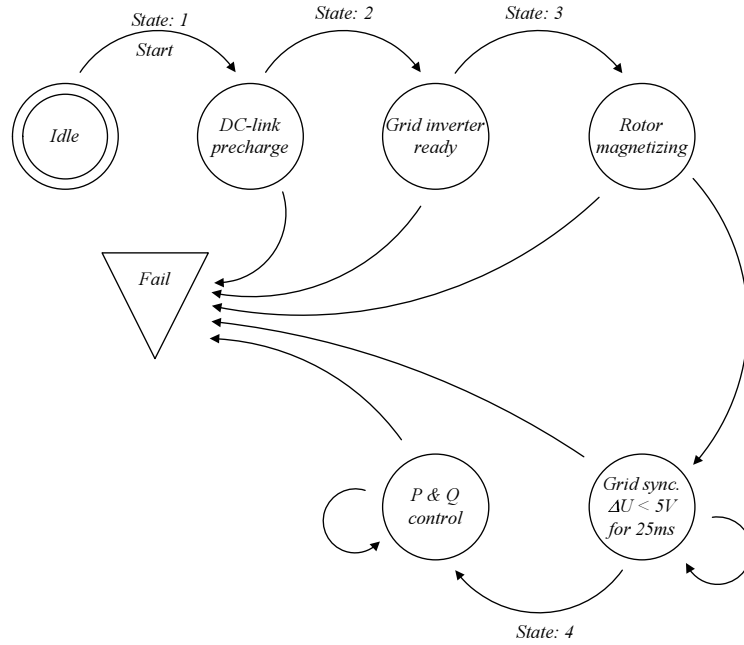 State: 1
Start
State: 2
State: 3
Idle
DC-link
precharge
Grid inverter
ready
Rotor
magnetizing
Fail
P & Q
control
Grid sync.
ΔU < 5V
for 25ms
State: 4